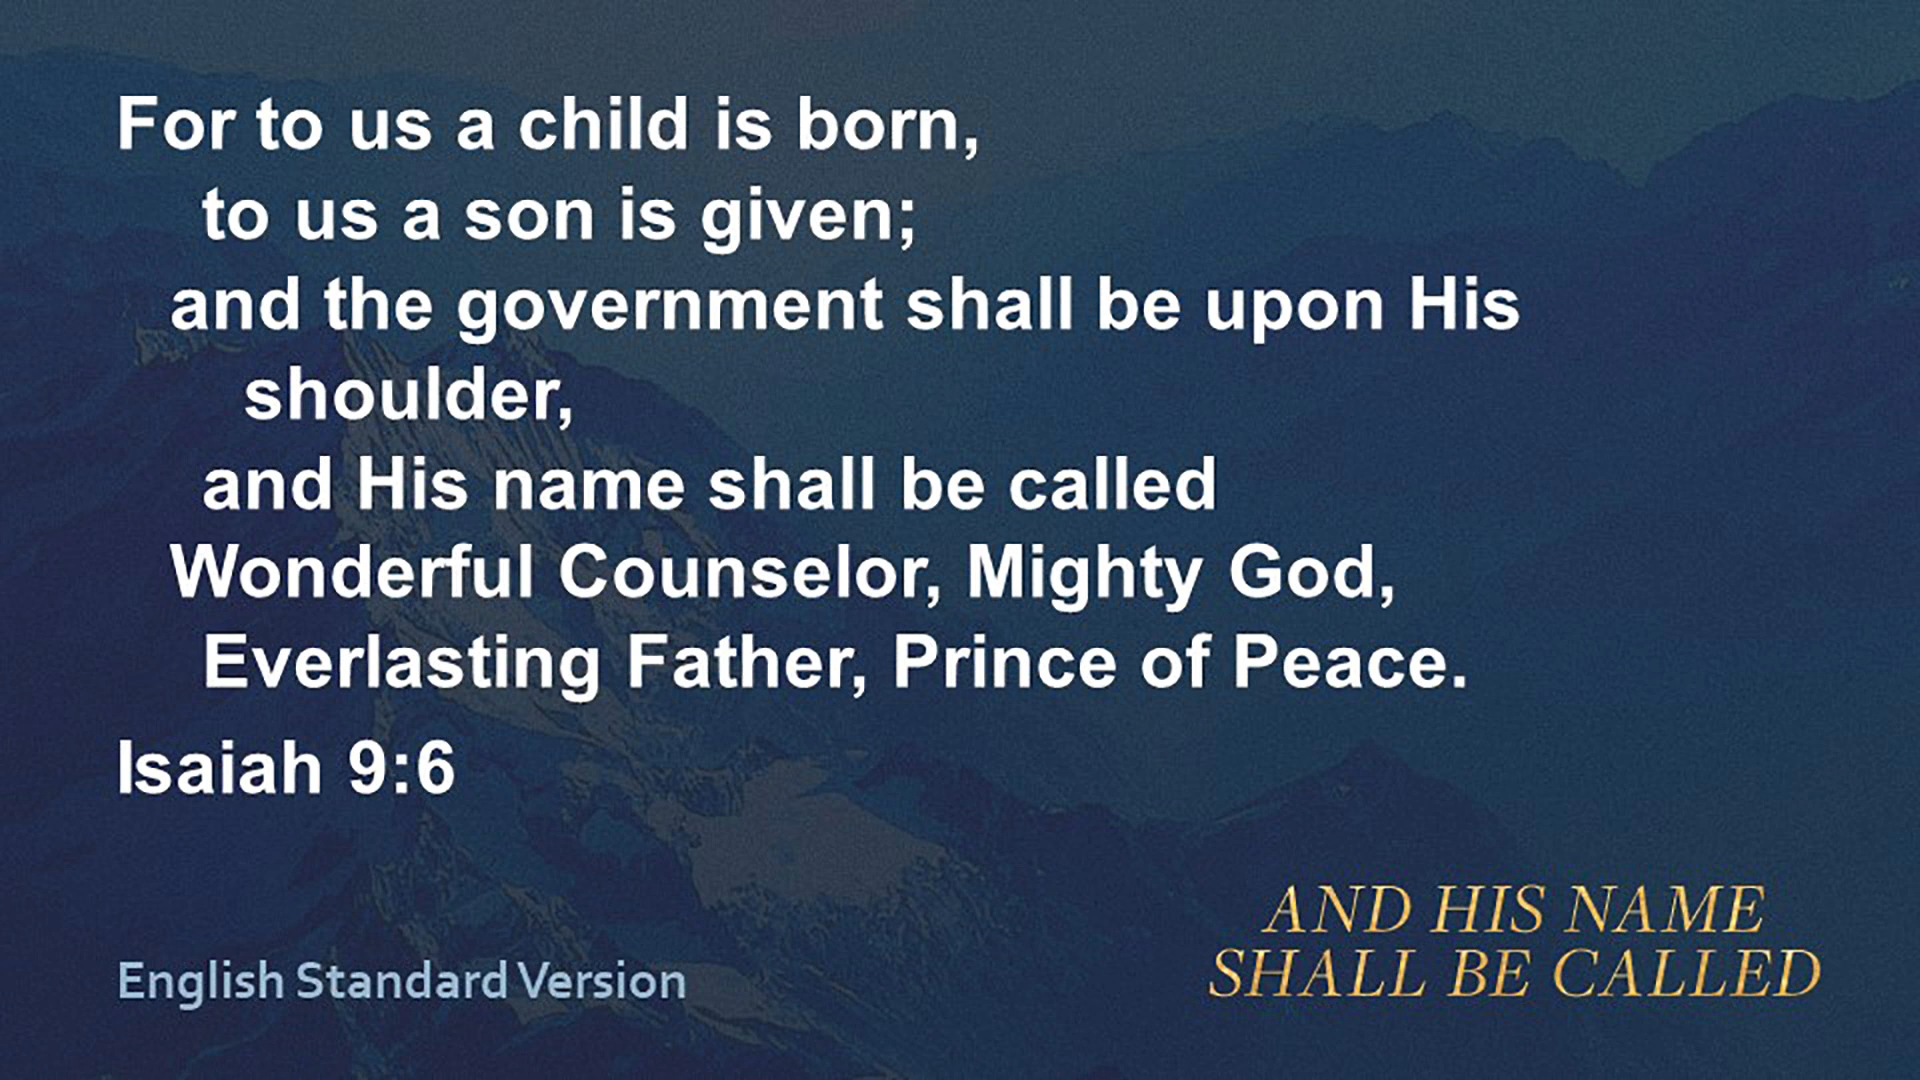 For to us a child is born,
to us a son is given;
and the government shall be upon His
shoulder,
and His name shall be called
Wonderful Counselor, Mighty God,
Everlasting Father, Prince of Peace.
Isaiah 9:6
English Standard Version
AND HIS NAME
SHALL BE CALLED